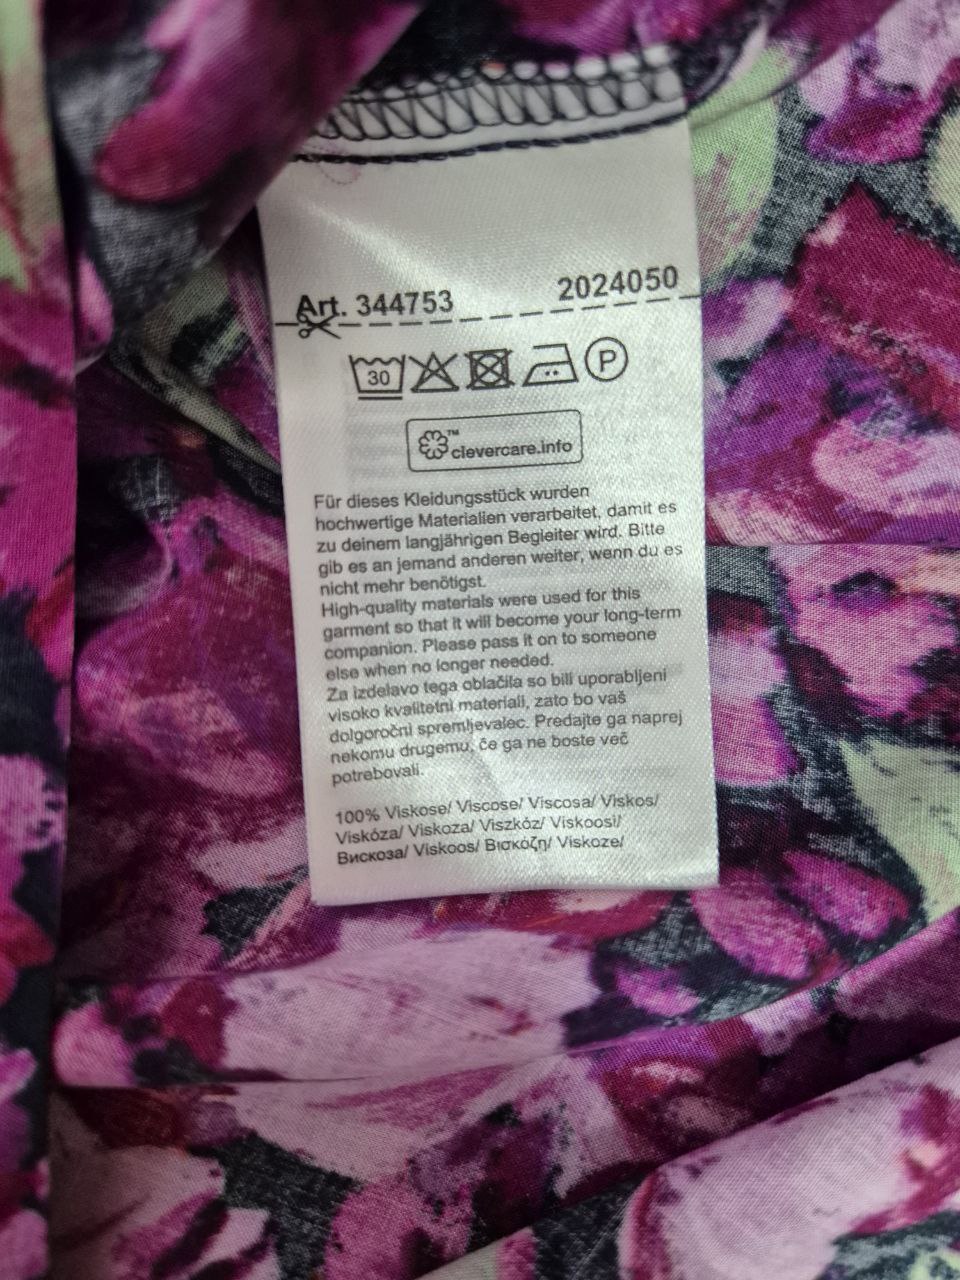 Art. 344753 2024050
30 P
clevercare.info™
Für dieses Kleidungsstück wurden
hochwertige Materialien verarbeitet, damit es
zu deinem langjährigen Begleiter wird. Bitte
gib es an jemand anderen weiter, wenn du es
nicht mehr benötigst.
High-quality materials were used for this
garment so that it will become your long-term
companion. Please pass it on to someone
else when no longer needed.
Za izdelavo tega oblačila so bili uporabljeni
visoko kvalitetni materiali, zato bo vaš
dolgoročni spremljevalec. Predajte ga naprej
nekomu drugemu, če ga ne boste več
potrebovali.
100% Viskose/ Viscose/ Viscosa/ Viskos/
Viskóza/ Viskoza/ Viszkóz/ Viskoosi/
Вискоза/ Viskoos/ Βισκόζη/ Viskoze/